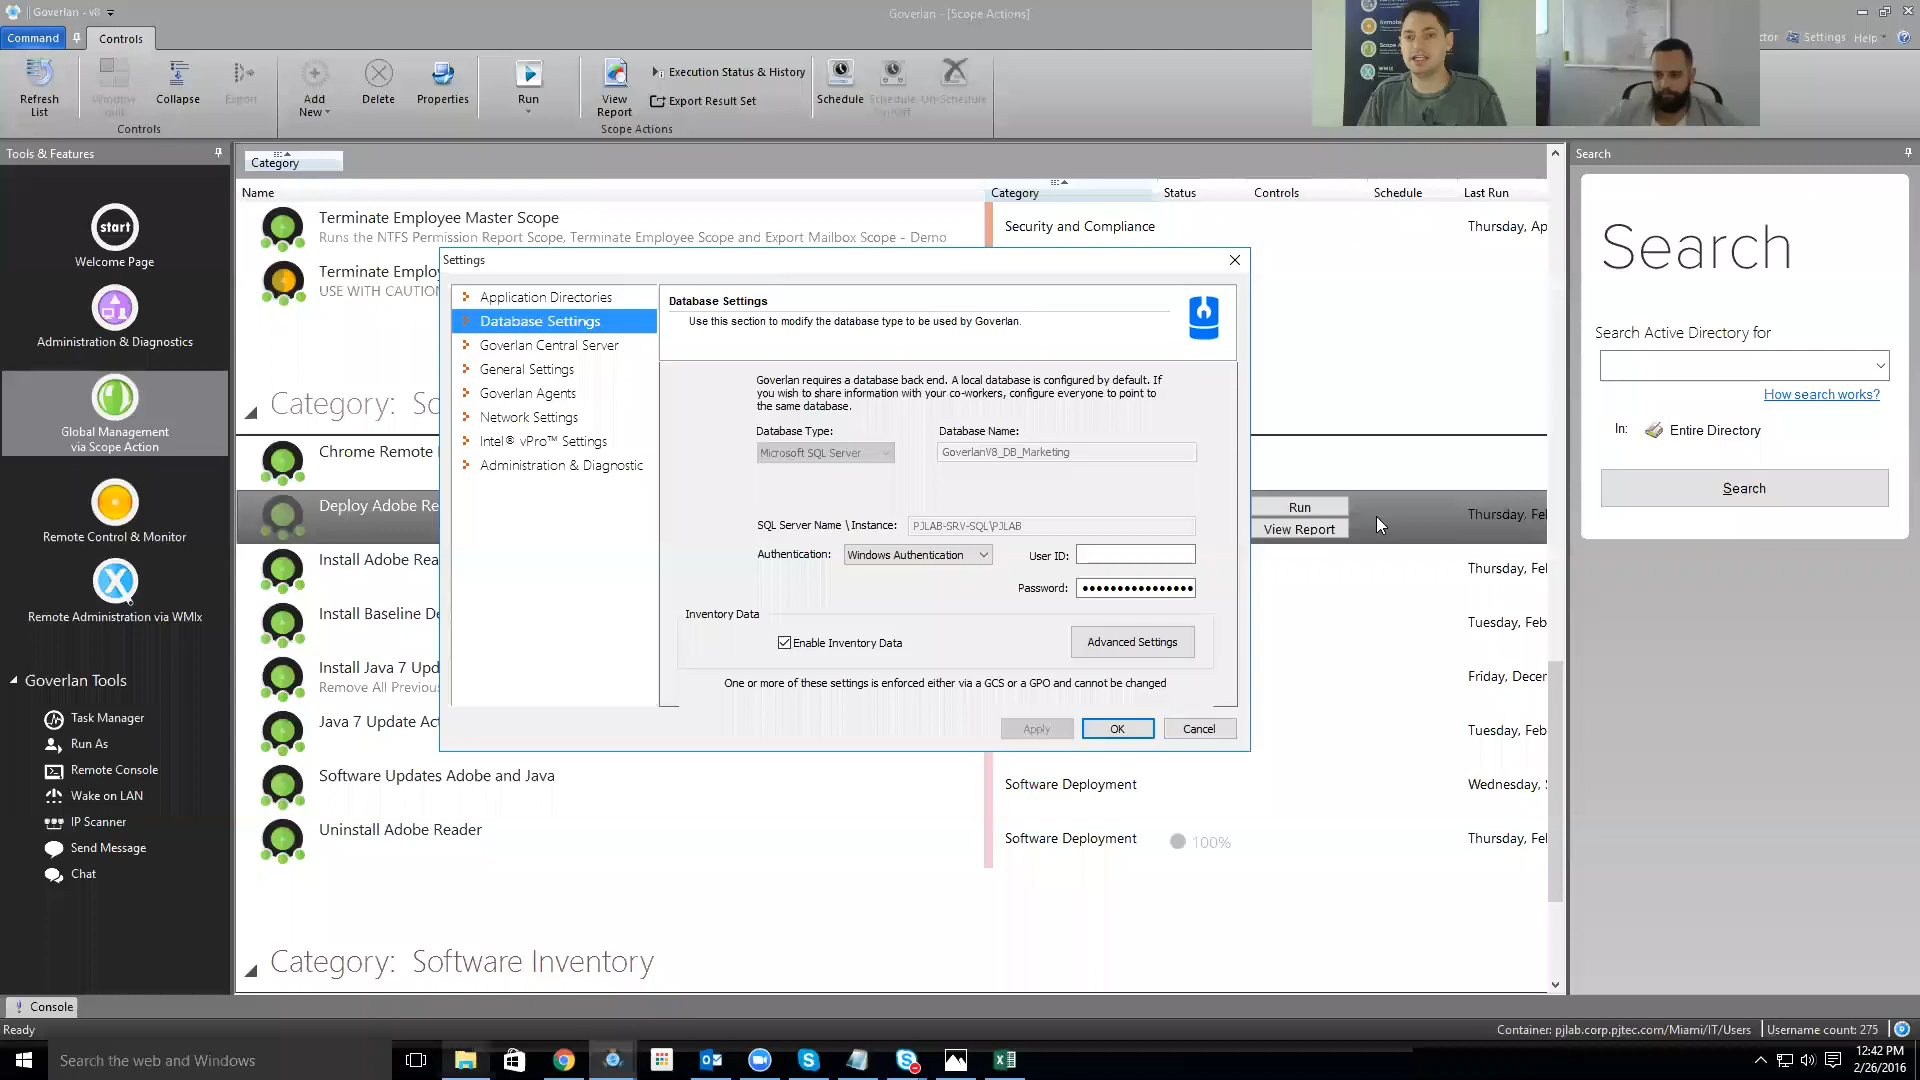 Goverlan - v8
Goverlan - [Scope Actions]
Command
Controls
ctor
Settings
Help
Refresh List
Collapse
Export
Controls
Add New
Delete
Properties
Run
View Report
Execution Status & History
Export Result Set
Scope Actions
Schedule
Un-Schedule
Tools & Features
start
Welcome Page
Administration & Diagnostics
Global Management
via Scope Action
Remote Control & Monitor
Remote Administration via WMIx
Goverlan Tools
Task Manager
Run As
Remote Console
Wake on LAN
IP Scanner
Send Message
Chat
Category
Name
Category
Status
Controls
Schedule
Last Run
Terminate Employee Master Scope
Runs the NTFS Permission Report Scope, Terminate Employee Scope and Export Mailbox Scope - Demo
Security and Compliance
Thursday, Ap
Terminate Employ
USE WITH CAUTION
Category: So
Chrome Remote
Deploy Adobe Re
Run
View Report
Thursday, Fel
Install Adobe Rea
Thursday, Fel
Install Baseline De
Tuesday, Feb
Install Java 7 Upd
Remove All Previou
Friday, Decer
Java 7 Update Act
Tuesday, Feb
Software Updates Adobe and Java
Software Deployment
Wednesday, S
Uninstall Adobe Reader
Software Deployment
100%
Thursday, Fel
Category: Software Inventory
Settings
Application Directories
Database Settings
Goverlan Central Server
General Settings
Goverlan Agents
Network Settings
Intel® vPro™ Settings
Administration & Diagnostic
Database Settings
Use this section to modify the database type to be used by Goverlan.
Goverlan requires a database back end. A local database is configured by default. If
you wish to share information with your co-workers, configure everyone to point to
the same database.
Database Type:
Database Name:
Microsoft SQL Server
GoverlanV8_DB_Marketing
SQL Server Name \ Instance:
PJLAB-SRV-SQL\PJLAB
Authentication:
Windows Authentication
User ID:
Password:
Inventory Data
Enable Inventory Data
Advanced Settings
One or more of these settings is enforced either via a GCS or a GPO and cannot be changed
Apply
OK
Cancel
Search
Search
Search Active Directory for
How search works?
In:
Entire Directory
Search
Console
Ready
Container: pjlab.corp.pjtec.com/Miami/IT/Users
Username count: 275
Search the web and Windows
12:42 PM
2/26/2016